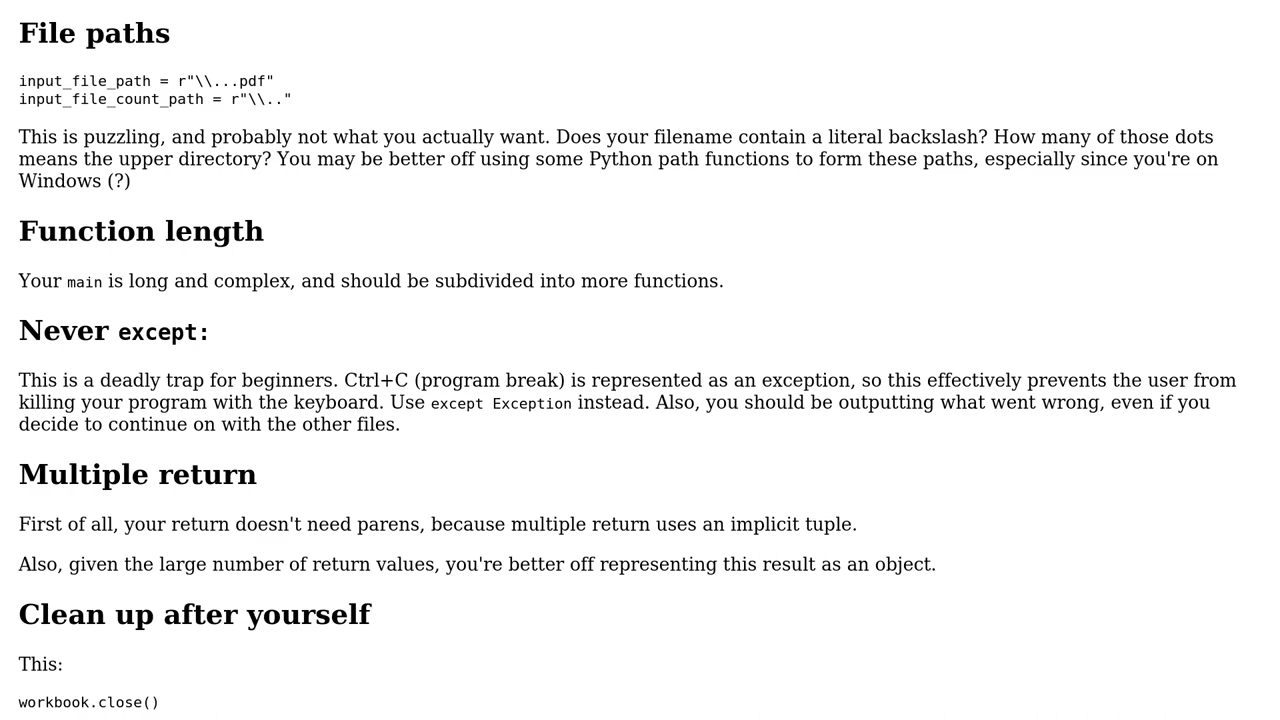 File paths
input_file_path = r"\\...pdf"
input_file_count_path = r"\\.."
This is puzzling, and probably not what you actually want. Does your filename contain a literal backslash? How many of those dots
means the upper directory? You may be better off using some Python path functions to form these paths, especially since you're on
Windows (?)
Function length
Your main is long and complex, and should be subdivided into more functions.
Never except:
This is a deadly trap for beginners. Ctrl+C (program break) is represented as an exception, so this effectively prevents the user from
killing your program with the keyboard. Use except Exception instead. Also, you should be outputting what went wrong, even if you
decide to continue on with the other files.
Multiple return
First of all, your return doesn't need parens, because multiple return uses an implicit tuple.
Also, given the large number of return values, you're better off representing this result as an object.
Clean up after yourself
This:
workbook.close()